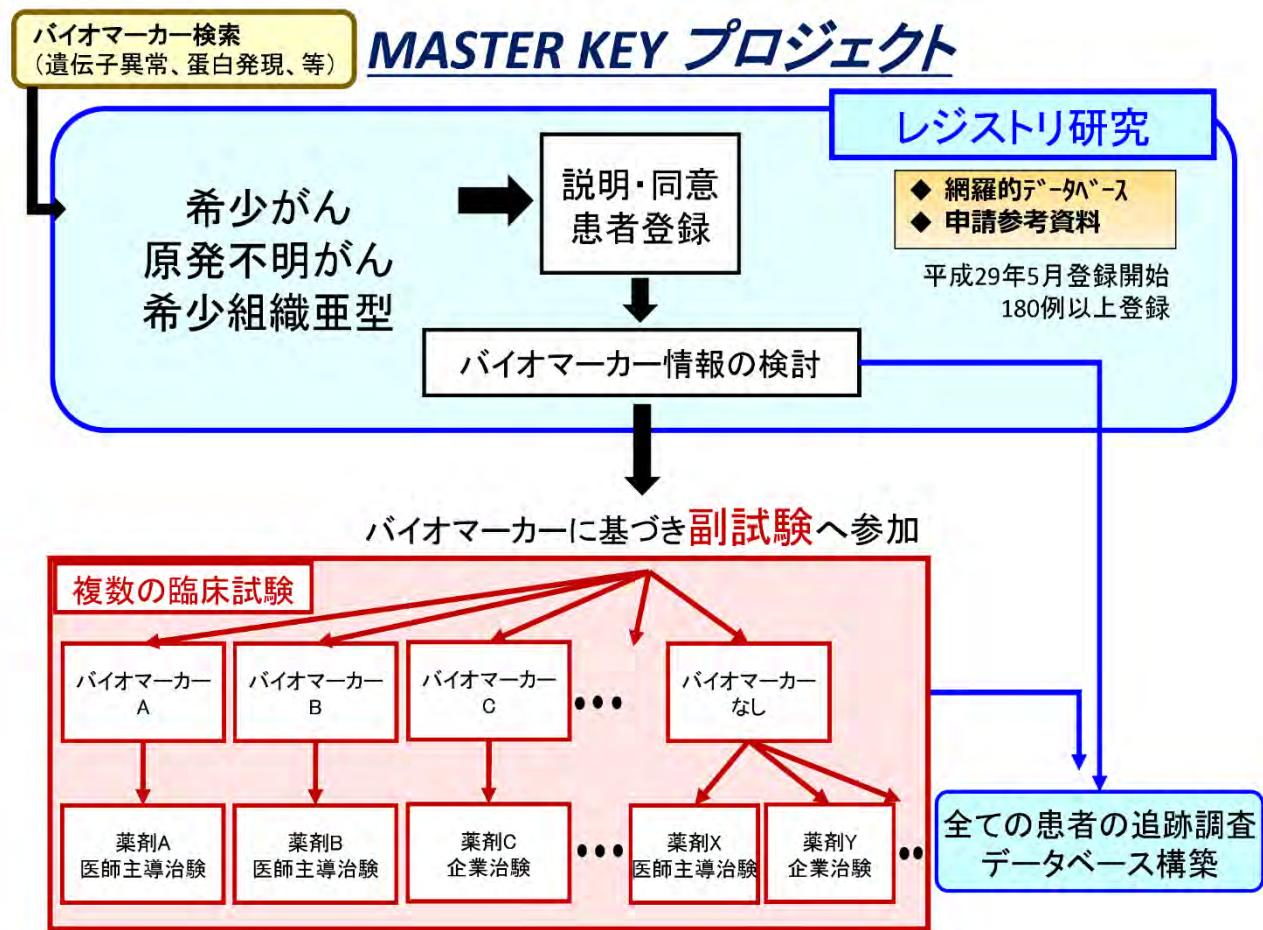 バイオマーカー検索
（遺伝子異常、蛋白発現、等）
MASTER KEY プロジェクト
レジストリ研究
◆ 網羅的ﾃﾞｰﾀﾍﾞｰｽ
◆ 申請参考資料
平成29年5月登録開始
180例以上登録
希少がん
原発不明がん
希少組織亜型
説明・同意
患者登録
バイオマーカー情報の検討
バイオマーカーに基づき副試験へ参加
複数の臨床試験
バイオマーカー
A
バイオマーカー
B
バイオマーカー
C
•••
バイオマーカー
なし
薬剤A
医師主導治験
薬剤B
医師主導治験
薬剤C
企業治験
•••
薬剤X
医師主導治験
薬剤Y
企業治験
••
全ての患者の追跡調査
データベース構築